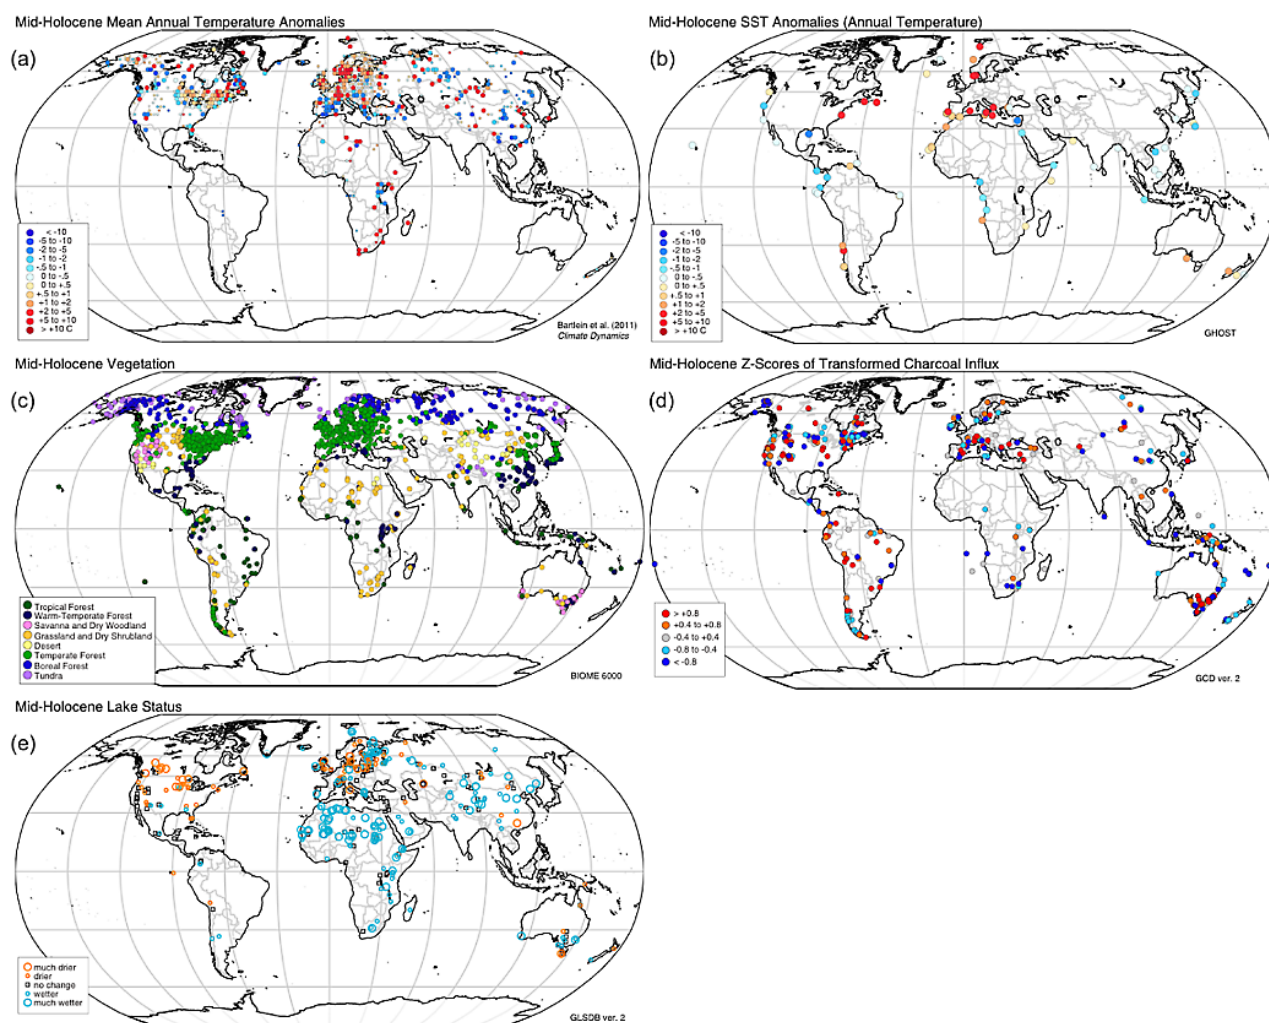 Mid-Holocene Mean Annual Temperature Anomalies
(a)
< -10
-5 to -10
-2 to -5
-1 to -2
-.5 to -1
0 to -.5
0 to +.5
+.5 to +1
+1 to +2
+2 to +5
+5 to +10
> +10 C
Bartlein et al. (2011)
Climate Dynamics
Mid-Holocene SST Anomalies (Annual Temperature)
(b)
< -10
-5 to -10
-2 to -5
-1 to -2
-.5 to -1
0 to -.5
0 to +.5
+.5 to +1
+1 to +2
+2 to +5
+5 to +10
> +10 C
GHOST
Mid-Holocene Vegetation
(c)
Tropical Forest
Warm-Temperate Forest
Savanna and Dry Woodland
Grassland and Dry Shrubland
Desert
Temperate Forest
Boreal Forest
Tundra
BIOME 6000
Mid-Holocene Z-Scores of Transformed Charcoal Influx
(d)
> +0.8
+0.4 to +0.8
-0.4 to +0.4
-0.8 to -0.4
< -0.8
GCD ver. 2
Mid-Holocene Lake Status
(e)
much drier
drier
no change
wetter
much wetter
GLSDB ver. 2